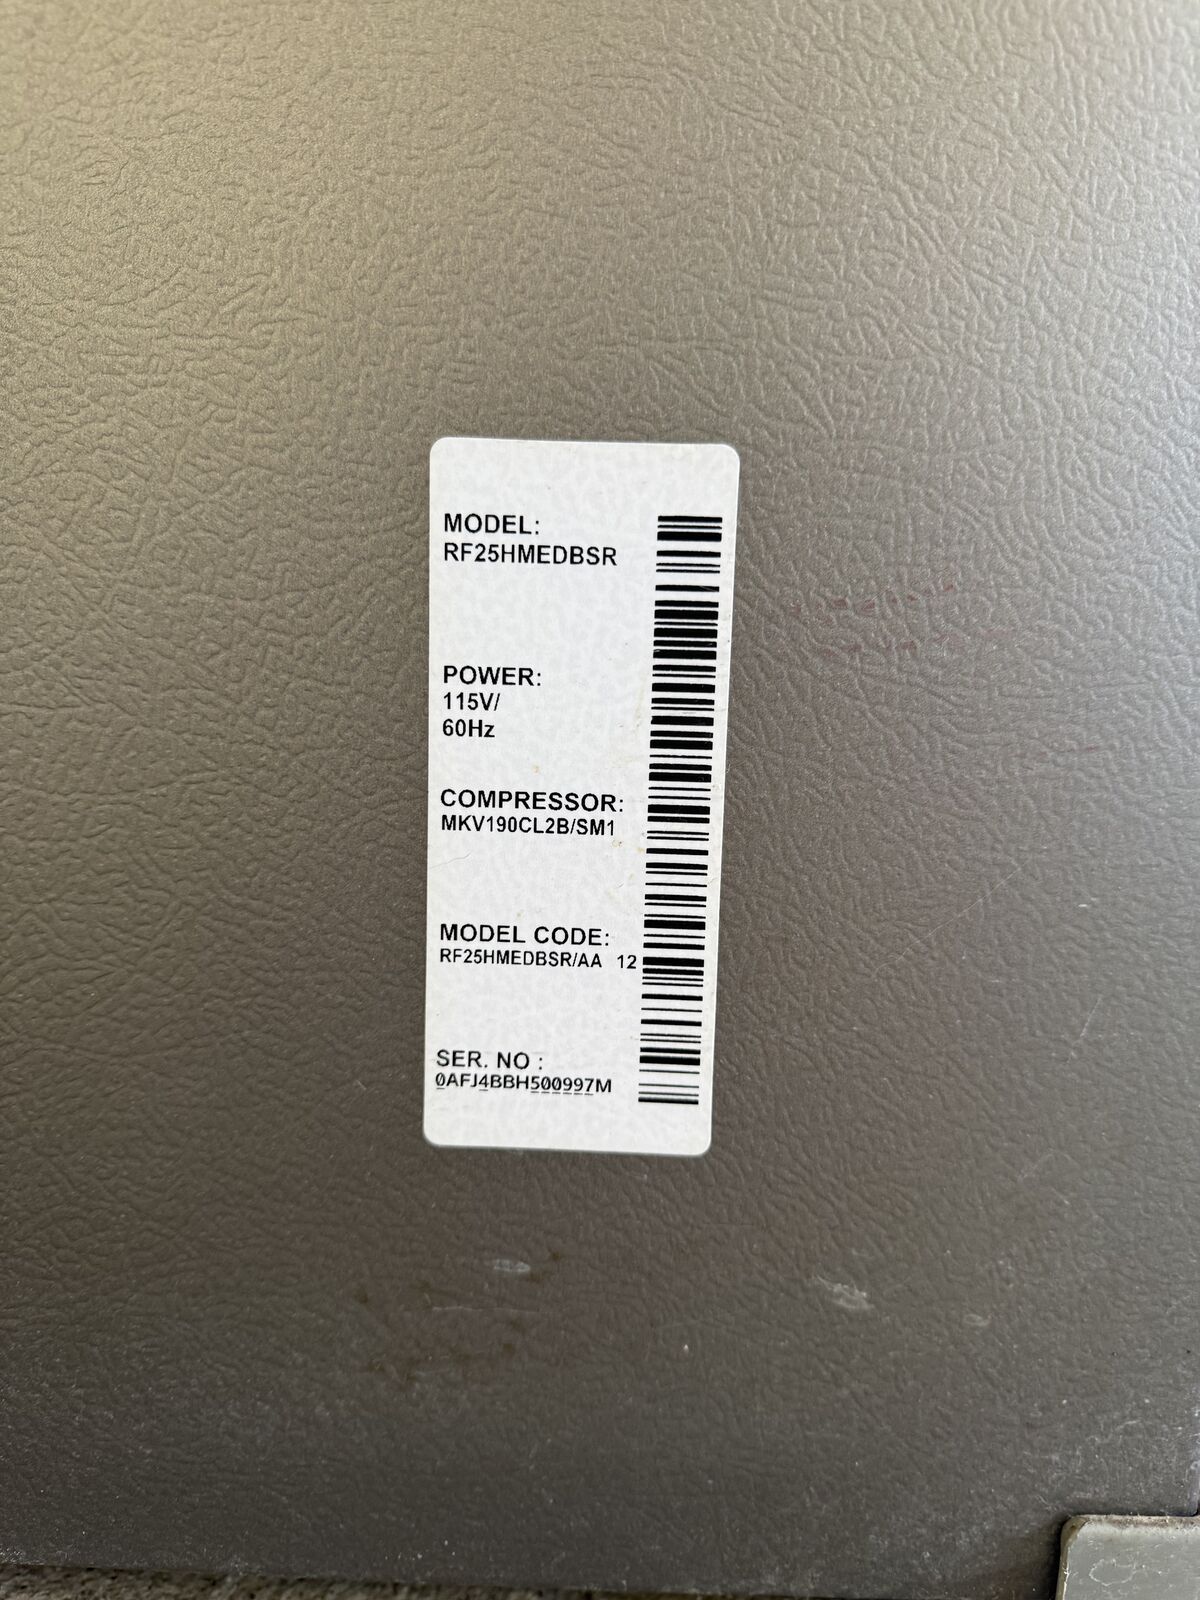 MODEL:
RF25HMEDBSR
POWER:
115V/
60Hz
COMPRESSOR:
MKV190CL2B/SM1
MODEL CODE:
RF25HMEDBSR/AA 12
SER. NO :
0AFJ4BBH500997M